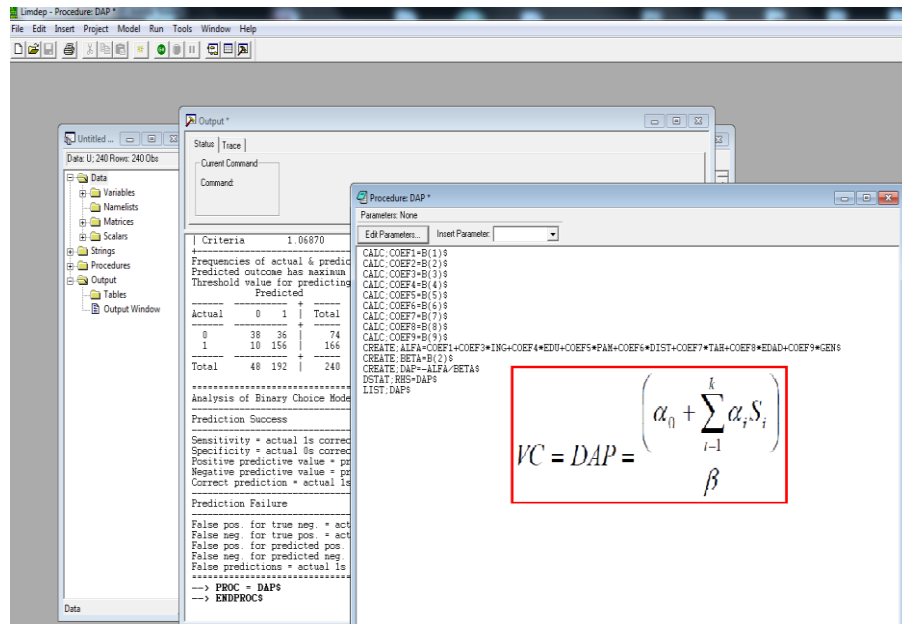 Limdep - Procedure: DAP *
File Edit Insert Project Model Run Tools Window Help
Untitled ...
Data: U; 240 Rows: 240 Obs
Data
Variables
Namelists
Matrices
Scalars
Strings
Procedures
Output
Tables
Output Window
Data
Output *
Status Trace
Current Command
Command:
| Criteria 1.06870
Frequencies of actual & predic
Predicted outcome has maximum
Threshold value for predicting
Predicted
------ ---------- + -----
Actual 0 1 | Total
------ ---------- + -----
0 38 36 | 74
1 10 156 | 166
------ ---------- + -----
Total 48 192 | 240
Analysis of Binary Choice Mode
Prediction Success
Sensitivity = actual 1s correc
Specificity = actual 0s correc
Positive predictive value = pr
Negative predictive value = pr
Correct prediction = actual 1s
Prediction Failure
False pos. for true neg. = act
False neg. for true pos. = act
False pos. for predicted pos.
False neg. for predicted neg.
False predictions = actual 1s
--> PROC = DAP$
--> ENDPROC$
Procedure: DAP *
Parameters: None
Edit Parameters... Insert Parameter:
CALC;COEF1=B(1)$
CALC;COEF2=B(2)$
CALC;COEF3=B(3)$
CALC;COEF4=B(4)$
CALC;COEF5=B(5)$
CALC;COEF6=B(6)$
CALC;COEF7=B(7)$
CALC;COEF8=B(8)$
CALC;COEF9=B(9)$
CREATE;ALFA=COEF1+COEF3*ING+COEF4*EDU+COEF5*PAM+COEF6*DIST+COEF7*TAH+COEF8*EDAD+COEF9*GEN$
CREATE;BETA=B(2)$
CREATE;DAP=-ALFA/BETA$
DSTAT;RHS=DAP$
LIST;DAP$
VC = DAP = (α₀ + ∑ᵏᵢ₋₁ αᵢSᵢ) / β